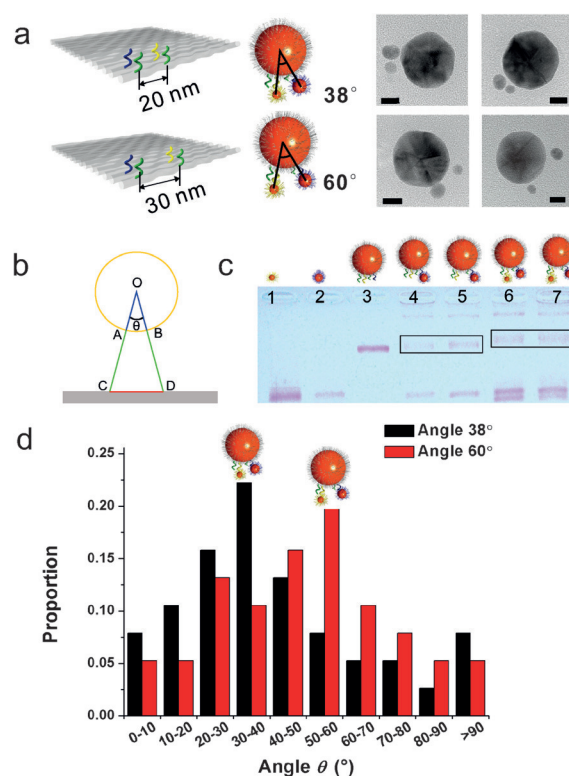 a
20 nm
38°
30 nm
60°
b
O
θ
A
B
C
D
c
1 2 3 4 5 6 7
d
Angle 38°
Angle 60°
0.25
0.20
0.15
0.10
0.05
0.00
Proportion
0-10 10-20 20-30 30-40 40-50 50-60 60-70 70-80 80-90 >90
Angle θ (°)